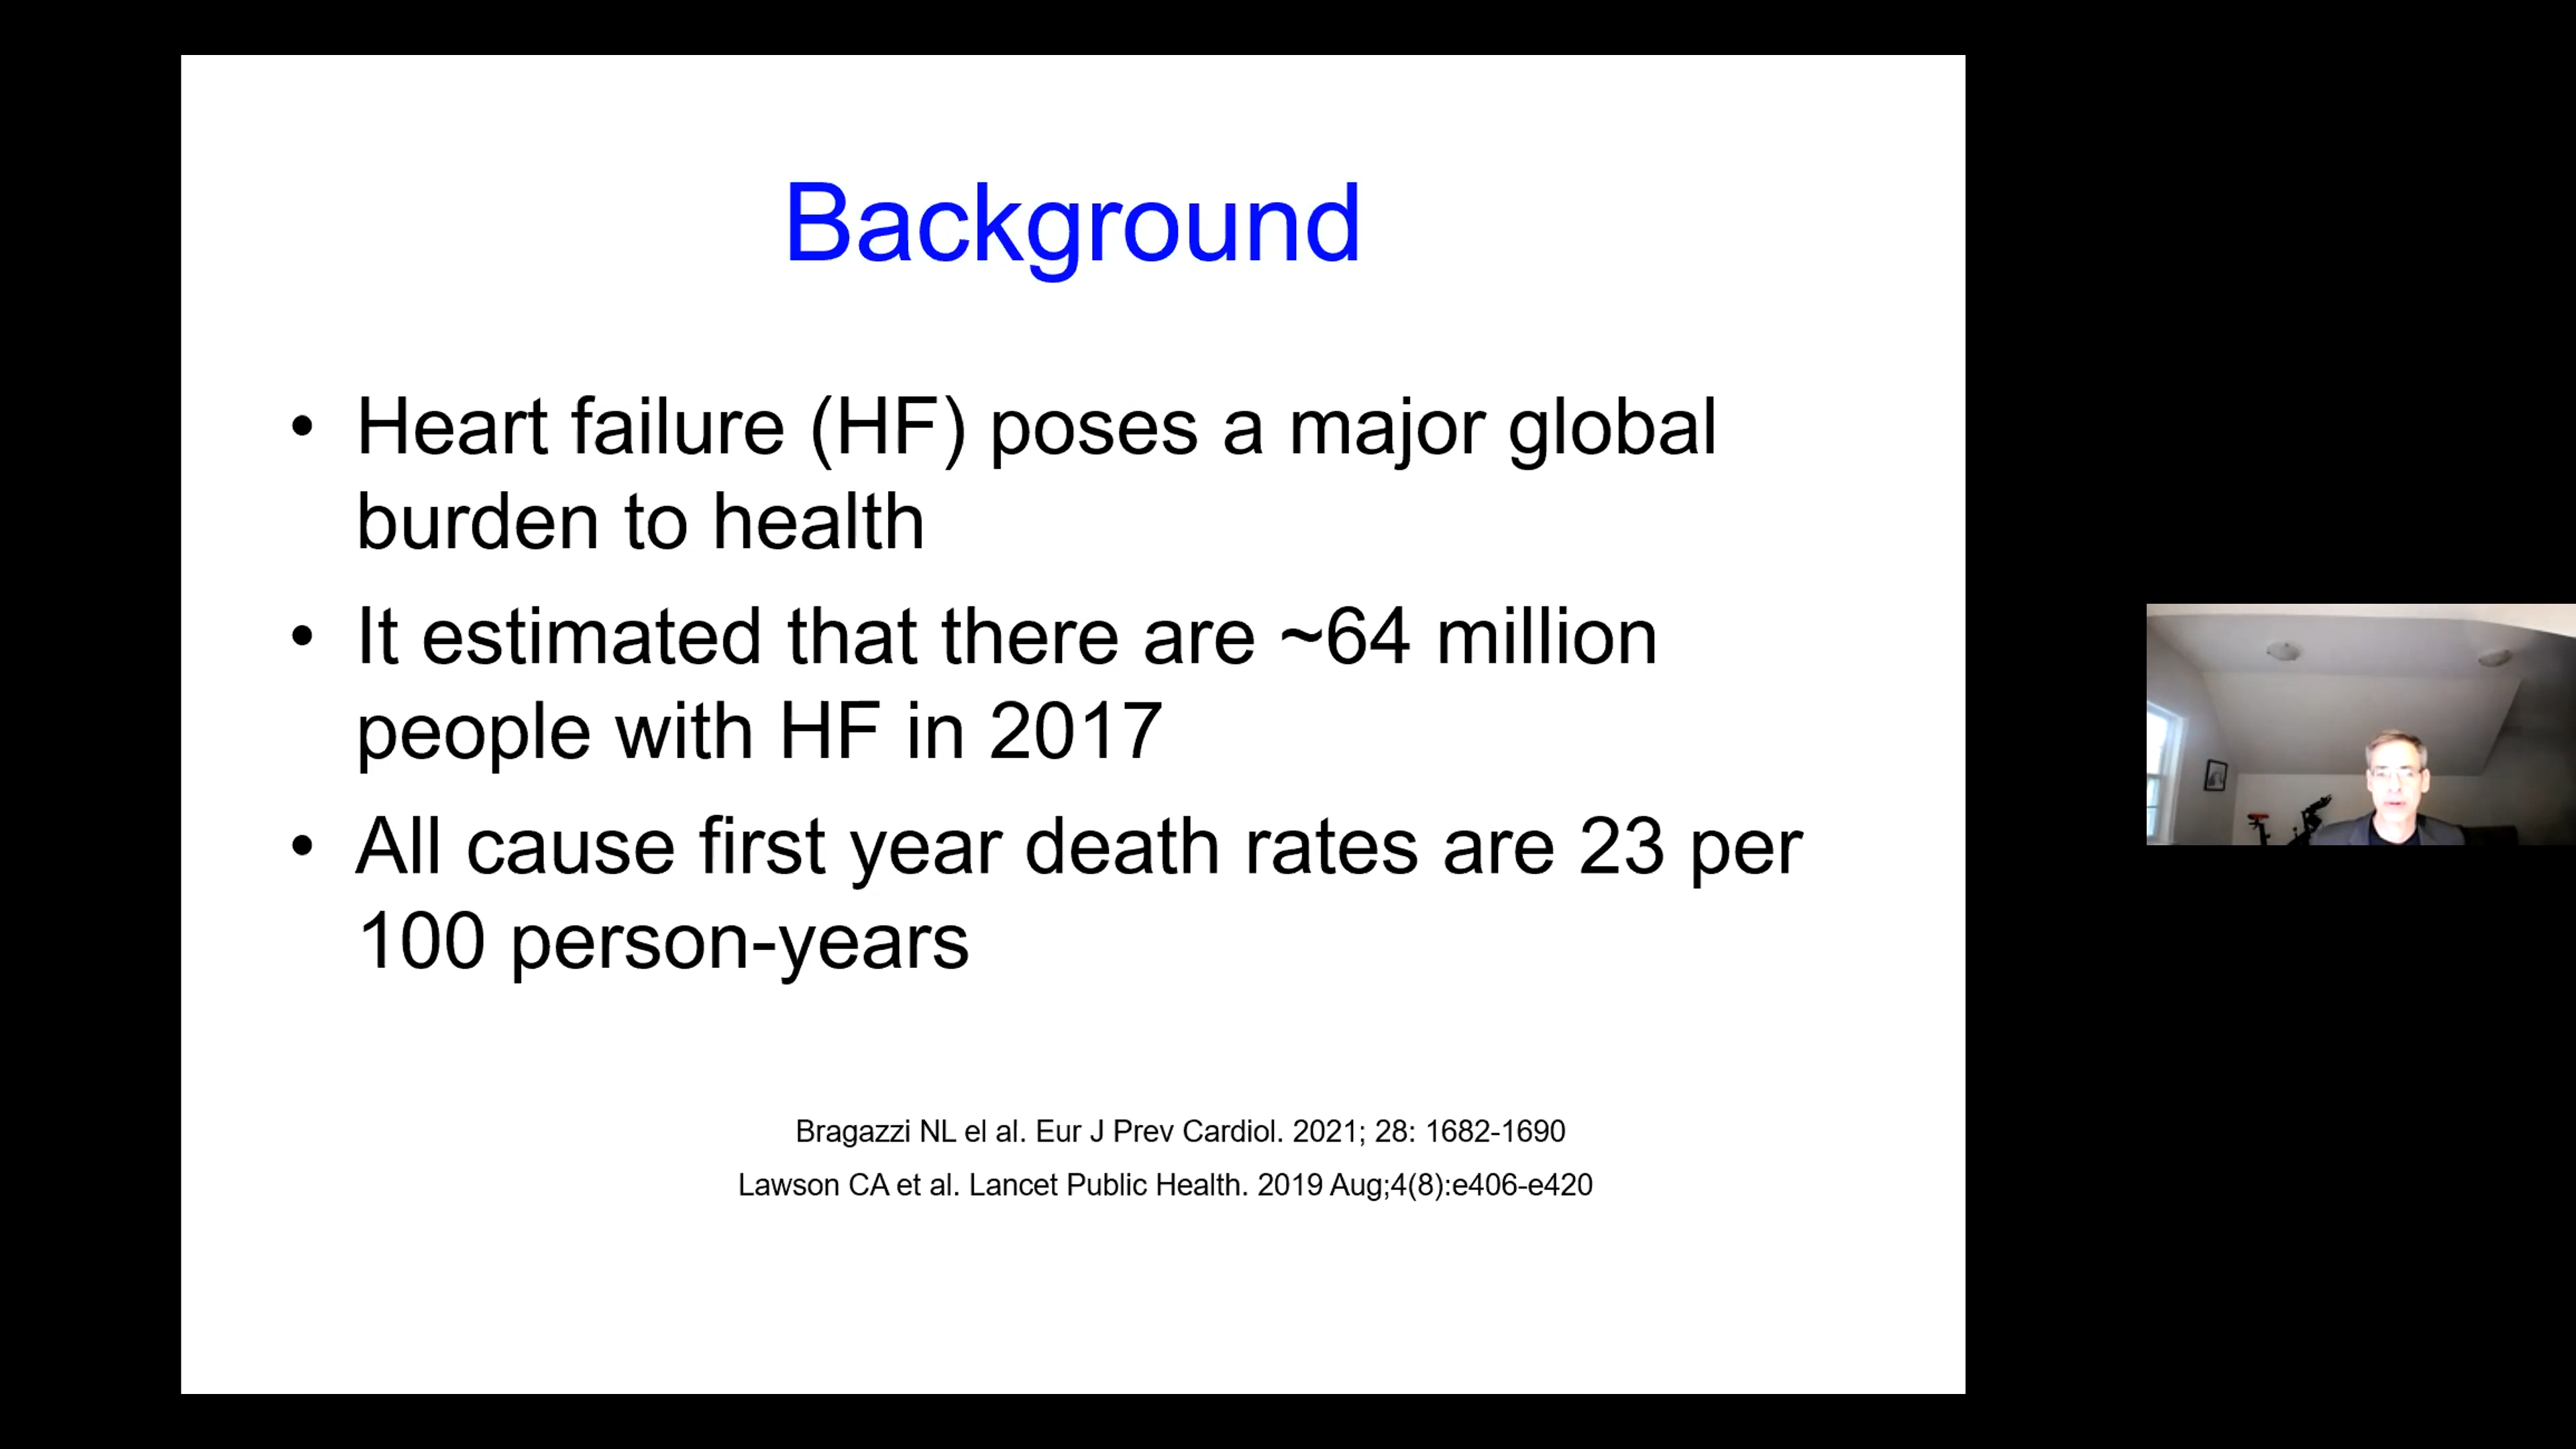 Background
• Heart failure (HF) poses a major global
burden to health
• It estimated that there are ~64 million
people with HF in 2017
• All cause first year death rates are 23 per
100 person-years
Bragazzi NL el al. Eur J Prev Cardiol. 2021; 28: 1682-1690
Lawson CA et al. Lancet Public Health. 2019 Aug;4(8):e406-e420